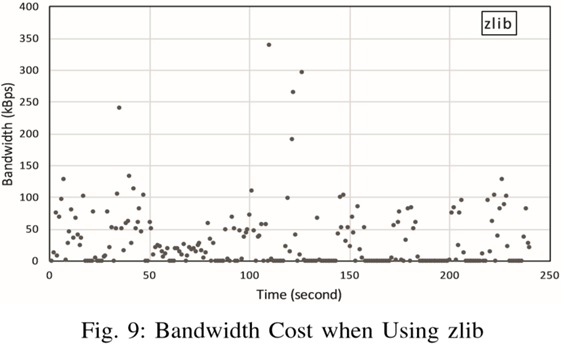 400
zlib
350
300
250
200
150
100
50
0
Bandwidth (kBps)
0 50 100 150 200 250
Time (second)
Fig. 9: Bandwidth Cost when Using zlib